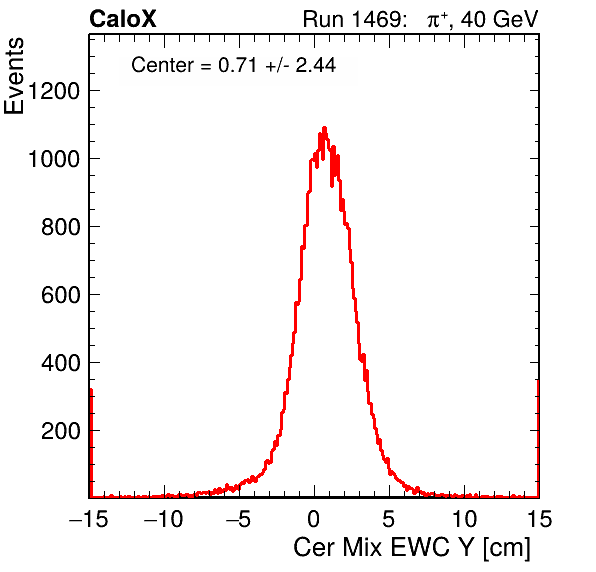 CaloX Run 1469: π⁺, 40 GeV
Events
Center = 0.71 +/- 2.44
1200
1000
800
600
400
200
−15 −10 −5 0 5 10 15
Cer Mix EWC Y [cm]